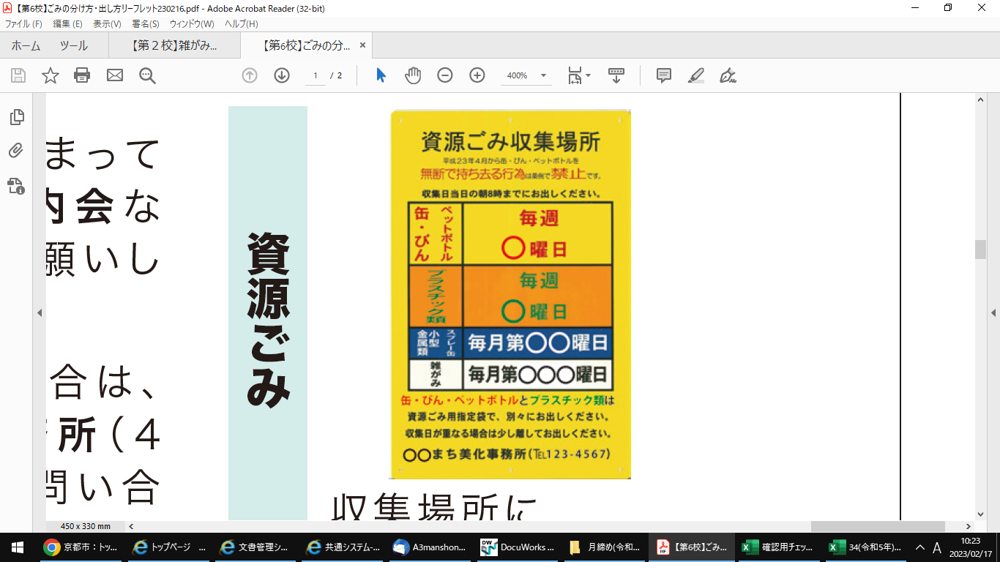 【第6校】ごみの分け方・出し方リーフレット230216.pdf - Adobe Acrobat Reader (32-bit)
ファイル(F) 編集(E) 表示(V) 署名(S) ウィンドウ(W) ヘルプ(H)
ホーム ツール 【第２校】雑がみ... 【第6校】ごみの分...
1 / 2 400%
まって
内会な
願いし
合は、
所（４
問い合
資源ごみ
資源ごみ収集場所
平成23年4月から缶・びん・ペットボトルを
無断で持ち去る行為は条例で禁止です。
収集日当日の朝8時までにお出しください。
缶・びん ペットボトル
毎週
〇曜日
プラスチック類
毎週
〇曜日
小型金属類 スプレー缶
毎月第〇〇曜日
雑がみ
毎月第〇〇〇曜日
缶・びん・ペットボトルとプラスチック類は
資源ごみ用指定袋で、別々にお出しください。
収集日が重なる場合は少し離してお出しください。
〇〇まち美化事務所(℡123-4567)
収集場所に
450 x 330 mm
京都市：トッ... トップページ ... 文書管理シ... 共通システム-... A3manshon... DocuWorks ... 月締め(令和... 【第6校】ごみ... 確認用チェッ... 34(令和5年)...
A
10:23
2023/02/17